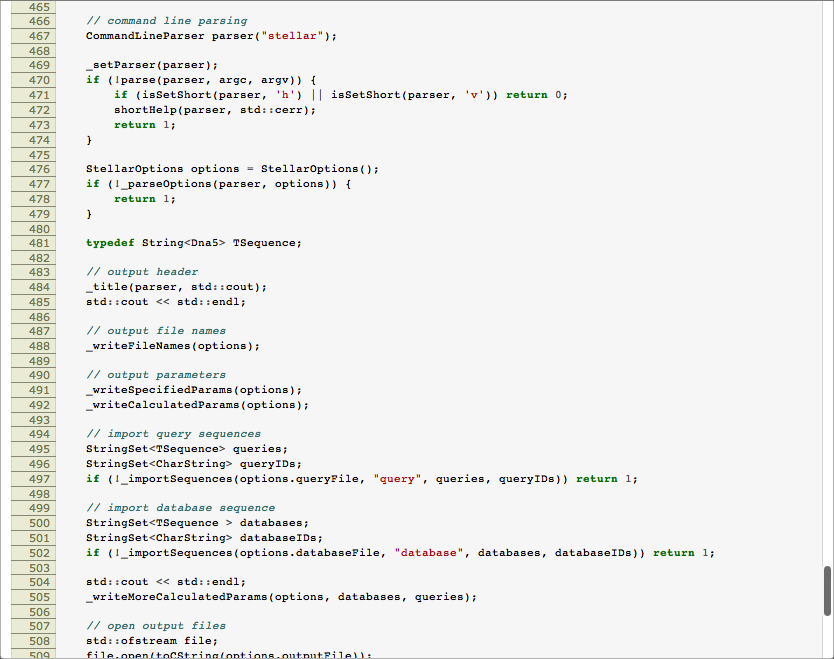 465
466 // command line parsing
467 CommandLineParser parser("stellar");
468
469 _setParser(parser);
470 if (!parse(parser, argc, argv)) {
471 if (isSetShort(parser, 'h') || isSetShort(parser, 'v')) return 0;
472 shortHelp(parser, std::cerr);
473 return 1;
474 }
475
476 StellarOptions options = StellarOptions();
477 if (!_parseOptions(parser, options)) {
478 return 1;
479 }
480
481 typedef String<Dna5> TSequence;
482
483 // output header
484 _title(parser, std::cout);
485 std::cout << std::endl;
486
487 // output file names
488 _writeFileNames(options);
489
490 // output parameters
491 _writeSpecifiedParams(options);
492 _writeCalculatedParams(options);
493
494 // import query sequences
495 StringSet<TSequence> queries;
496 StringSet<CharString> queryIDs;
497 if (!_importSequences(options.queryFile, "query", queries, queryIDs)) return 1;
498
499 // import database sequence
500 StringSet<TSequence > databases;
501 StringSet<CharString> databaseIDs;
502 if (!_importSequences(options.databaseFile, "database", databases, databaseIDs)) return 1;
503
504 std::cout << std::endl;
505 _writeMoreCalculatedParams(options, databases, queries);
506
507 // open output files
508 std::ofstream file;
509 file.open(toCString(options.outputFile));